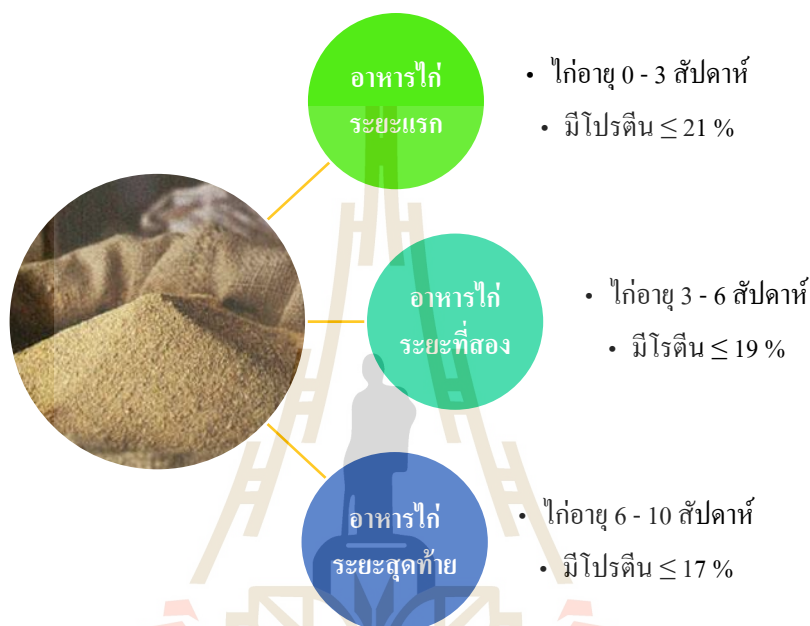 อาหารไก่
ระยะแรก
• ไก่อายุ 0 - 3 สัปดาห์
• มีโปรตีน ≤ 21 %
อาหารไก่
ระยะที่สอง
• ไก่อายุ 3 - 6 สัปดาห์
• มีโรตีน ≤ 19 %
อาหารไก่
ระยะสุดท้าย
• ไก่อายุ 6 - 10 สัปดาห์
• มีโปรตีน ≤ 17 %